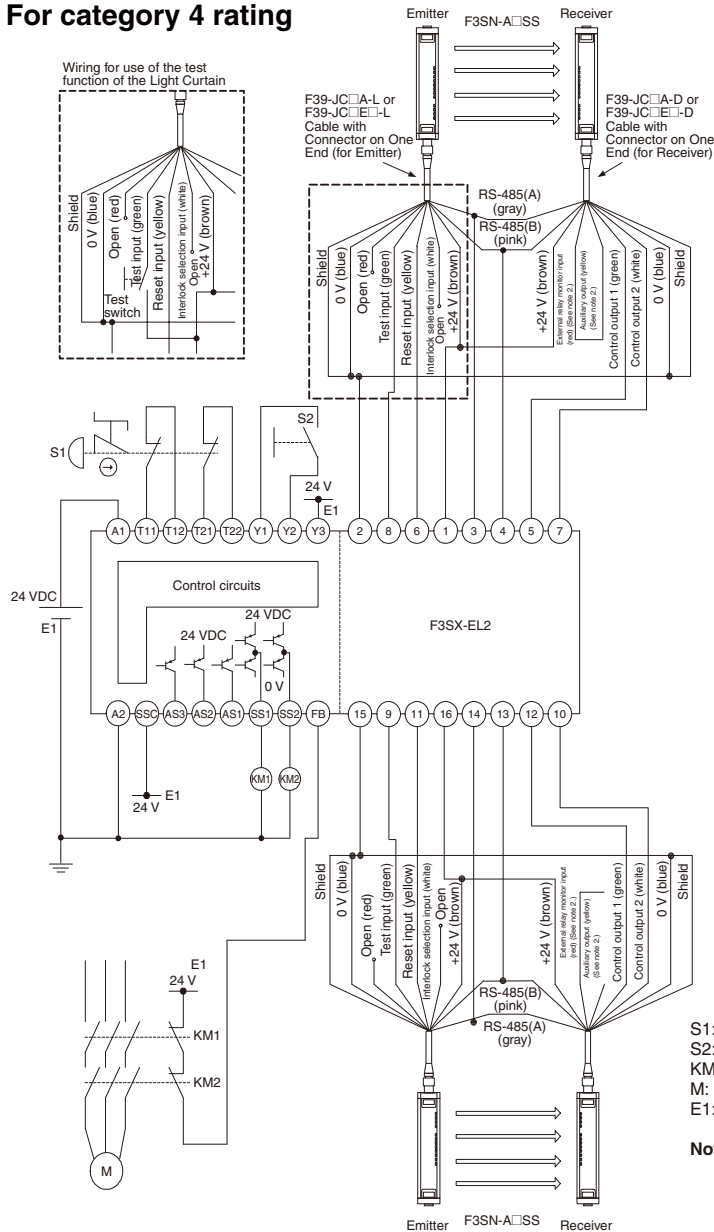 For category 4 rating
Emitter
F3SN-A□SS
Receiver
Wiring for use of the test
function of the Light Curtain
Shield
0 V (blue)
Open (red)
Test input (green)
Reset input (yellow)
Interlock selection input (white)
Open
+24 V (brown)
Test
switch
F39-JC□A-L or
F39-JC□E□-L
Cable with
Connector on One
End (for Emitter)
F39-JC□A-D or
F39-JC□E□-D
Cable with
Connector on One
End (for Receiver)
RS-485(A)
(gray)
RS-485(B)
(pink)
Shield
0 V (blue)
Open (red)
Test input (green)
Reset input (yellow)
Interlock selection input (white)
Open
+24 V (brown)
+24 V (brown)
External relay monitor input
(red) (See note 2.)
Auxiliary output (yellow)
(See note 2.)
Control output 1 (green)
Control output 2 (white)
0 V (blue)
Shield
S1
S2
24 V
E1
A1 T11 T12 T21 T22 Y1 Y2 Y3 2 8 6 1 3 4 5 7
24 VDC
E1
Control circuits
24 VDC
24 VDC
0 V
F3SX-EL2
A2 SSC AS3 AS2 AS1 SS1 SS2 FB 15 9 11 16 14 13 12 10
KM1 KM2
E1
24 V
Shield
0 V (blue)
Open (red)
Test input (green)
Reset input (yellow)
Interlock selection input (white)
Open
+24 V (brown)
+24 V (brown)
External relay monitor input
(red) (See note 2.)
Auxiliary output (yellow)
(See note 2.)
Control output 1 (green)
Control output 2 (white)
0 V (blue)
Shield
RS-485(B)
(pink)
RS-485(A)
(gray)
E1
24 V
KM1
KM2
M
S1:
S2:
KM
M:
E1:
No
Emitter
F3SN-A□SS
Receiver